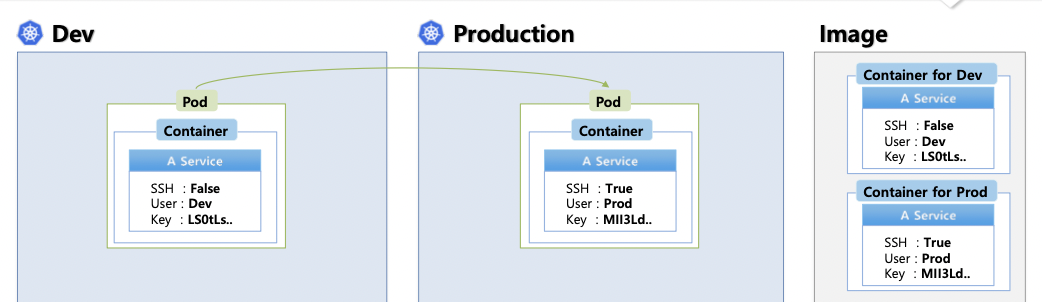 Dev
Pod
Container
A Service
SSH : False
User : Dev
Key : LS0tLs..
Production
Pod
Container
A Service
SSH : True
User : Prod
Key : MII3Ld..
Image
Container for Dev
A Service
SSH : False
User : Dev
Key : LS0tLs..
Container for Prod
A Service
SSH : True
User : Prod
Key : MII3Ld..